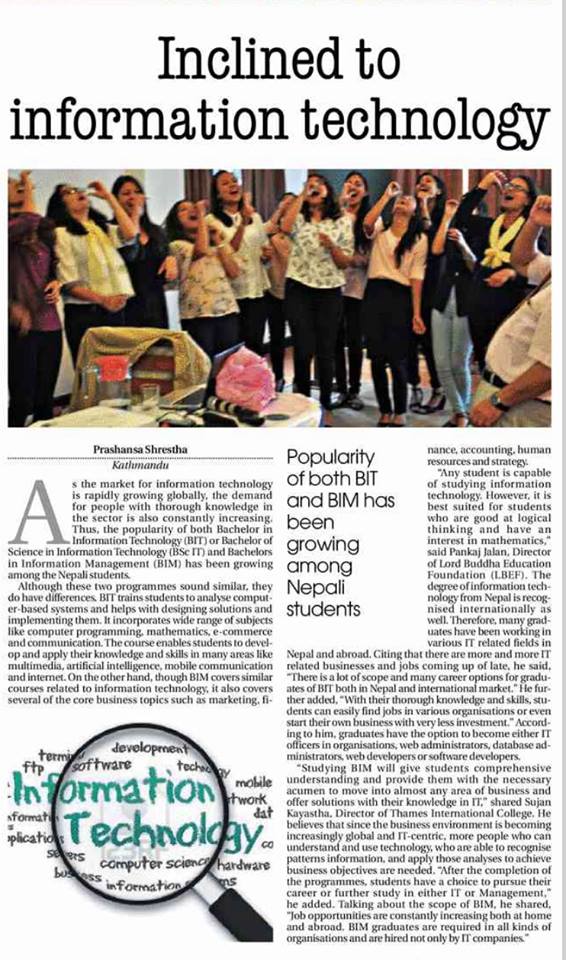 Inclined to
information technology
Prashansa Shrestha
Kathmandu
As the market for information technology
is rapidly growing globally, the demand
for people with thorough knowledge in
the sector is also constantly increasing.
Thus, the popularity of both Bachelor in
Information Technology (BIT) or Bachelor of
Science in Information Technology (BSc IT) and Bachelors
in Information Management (BIM) has been growing
among the Nepali students.
Although these two programmes sound similar, they
do have differences. BIT trains students to analyse comput-
er-based systems and helps with designing solutions and
implementing them. It incorporates wide range of subjects
like computer programming, mathematics, e-commerce
and communication. The course enables students to devel-
op and apply their knowledge and skills in many areas like
multimedia, artificial intelligence, mobile communication
and internet. On the other hand, though BIM covers similar
courses related to information technology, it also covers
several of the core business topics such as marketing, fi-
Popularity
of both BIT
and BIM has
been
growing
among
Nepali
students
nance, accounting, human
resources and strategy.
"Any student is capable
of studying information
technology. However, it is
best suited for students
who are good at logical
thinking and have an
interest in mathematics,"
said Pankaj Jalan, Director
of Lord Buddha Education
Foundation (LBEF). The
degree of information tech-
nology from Nepal is recog-
nised internationally as
well. Therefore, many grad-
uates have been working in
various IT related fields in
Nepal and abroad. Citing that there are more and more IT
related businesses and jobs coming up of late, he said,
"There is a lot of scope and many career options for gradu-
ates of BIT both in Nepal and international market." He fur-
ther added, "With their thorough knowledge and skills, stu-
dents can easily find jobs in various organisations or even
start their own business with very less investment." Accord-
ing to him, graduates have the option to become either IT
officers in organisations, web administrators, database ad-
ministrators, web developers or software developers.
"Studying BIM will give students comprehensive
understanding and provide them with the necessary
acumen to move into almost any area of business and
offer solutions with their knowledge in IT," shared Sujan
Kayastha, Director of Thames International College. He
believes that since the business environment is becoming
increasingly global and IT-centric, more people who can
understand and use technology, who are able to recognise
patterns information, and apply those analyses to achieve
business objectives are needed. "After the completion of
the programmes, students have a choice to pursue their
career or further study in either IT or Management,"
he added. Talking about the scope of BIM, he shared,
"Job opportunities are constantly increasing both at home
and abroad. BIM graduates are required in all kinds of
organisations and are hired not only by IT companies."
development
ftp software
mobile
Information
Technology
computer science hardware
information